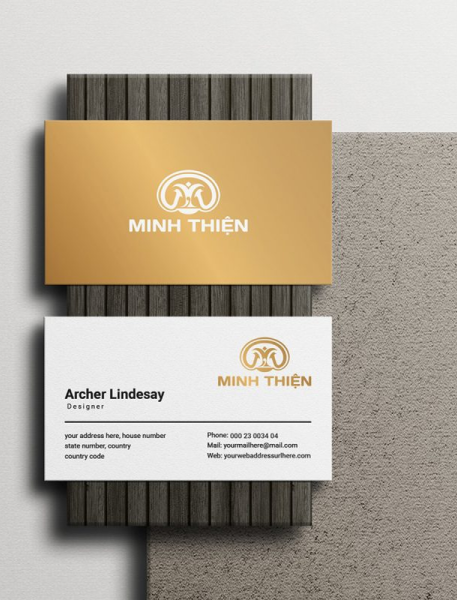 MINH THIỆN
MINH THIỆN
Archer Lindesay
Designer
your address here, house number
state number, country
country code
Phone: 000 23 0034 04
Mail: yourmailhere@mail.com
Web: yourwebaddressurlhere.com